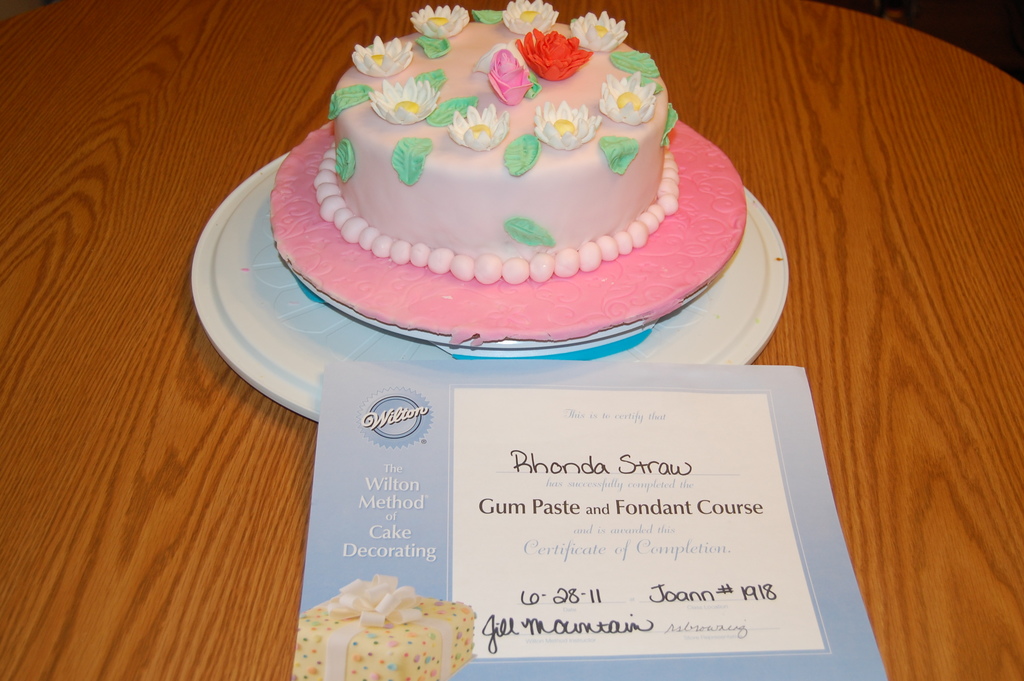 Wilton
The
Wilton
Method®
of
Cake
Decorating
This is to certify that
Rhonda Straw
has successfully completed the
Gum Paste and Fondant Course
and is awarded this
Certificate of Completion.
6-28-11 Joann # 1918
Date
Jill Mountain